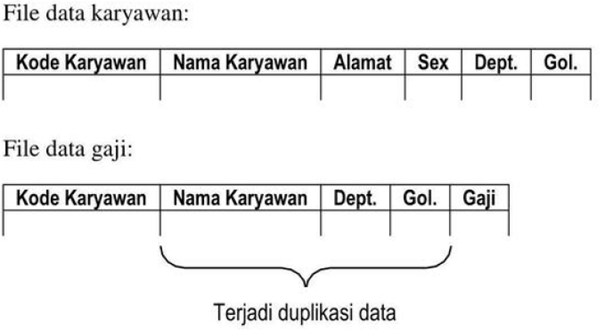 File data karyawan:
Kode Karyawan Nama Karyawan Alamat Sex Dept. Gol.
File data gaji:
Kode Karyawan Nama Karyawan Dept. Gol. Gaji
Terjadi duplikasi data